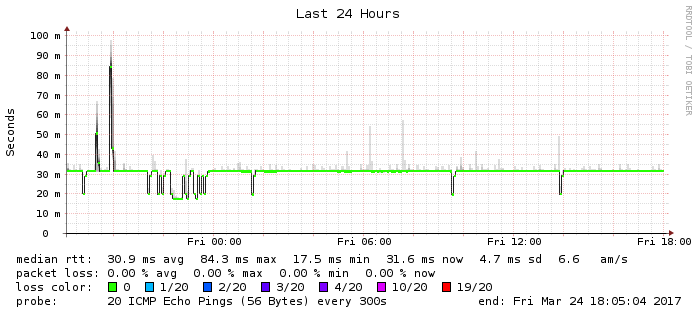 Last 24 Hours
RRDTOOL / TOBI OETIKER
Seconds
100 m
90 m
80 m
70 m
60 m
50 m
40 m
30 m
20 m
10 m
0
Fri 00:00 Fri 06:00 Fri 12:00 Fri 18:00
median rtt: 30.9 ms avg 84.3 ms max 17.5 ms min 31.6 ms now 4.7 ms sd 6.6 am/s
packet loss: 0.00 % avg 0.00 % max 0.00 % min 0.00 % now
loss color: 0 1/20 2/20 3/20 4/20 10/20 19/20
probe: 20 ICMP Echo Pings (56 Bytes) every 300s end: Fri Mar 24 18:05:04 2017